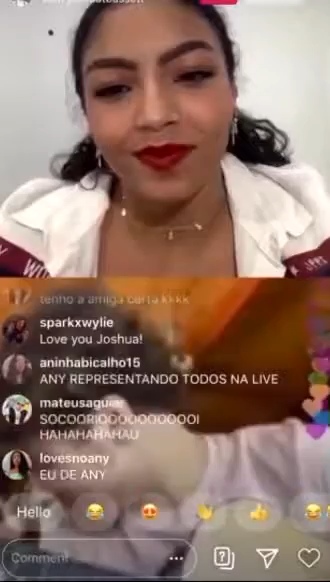 tenho a amiga certa kkkk
sparkxwylie
Love you Joshua!
aninhabicalho15
ANY REPRESENTANDO TODOS NA LIVE
mateusaguiar
SOCOORIOOOOOOOOOOI
HAHAHAHAHAU
lovesnoany
EU DE ANY
Hello
Comment